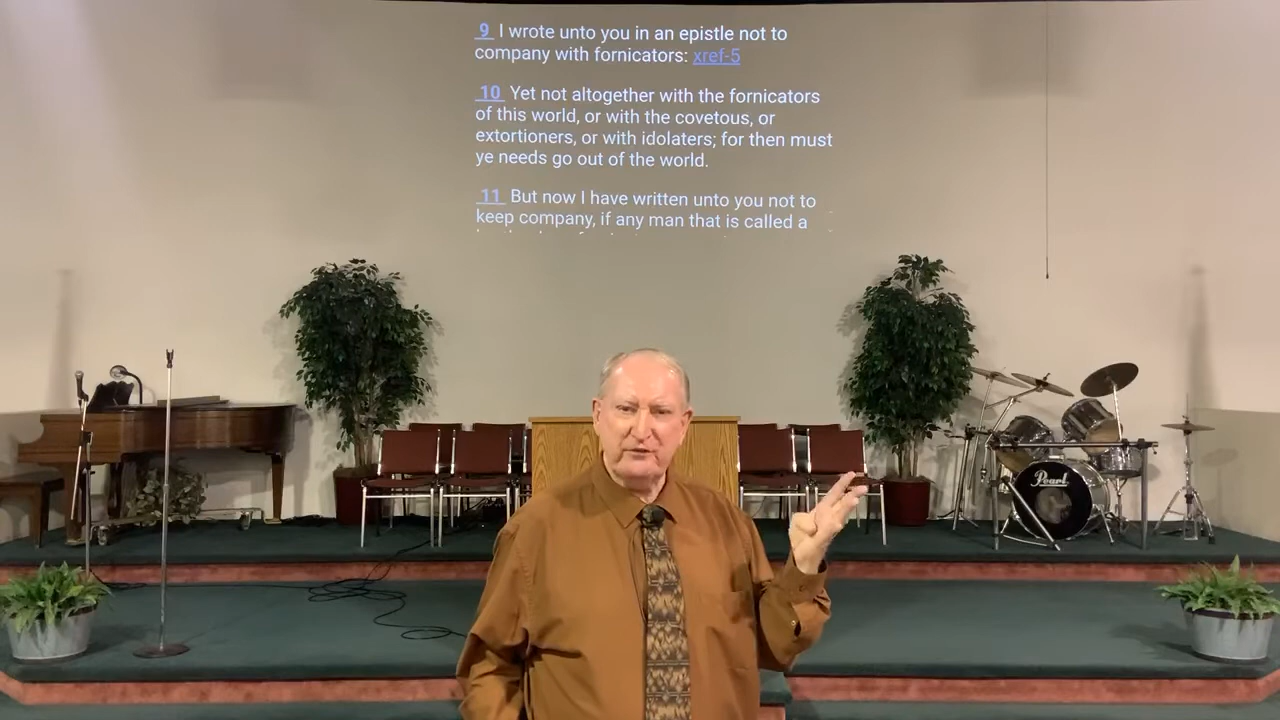 9 I wrote unto you in an epistle not to
company with fornicators: xref-5
10 Yet not altogether with the fornicators
of this world, or with the covetous, or
extortioners, or with idolaters; for then must
ye needs go out of the world.
11 But now I have written unto you not to
keep company, if any man that is called a
Pearl